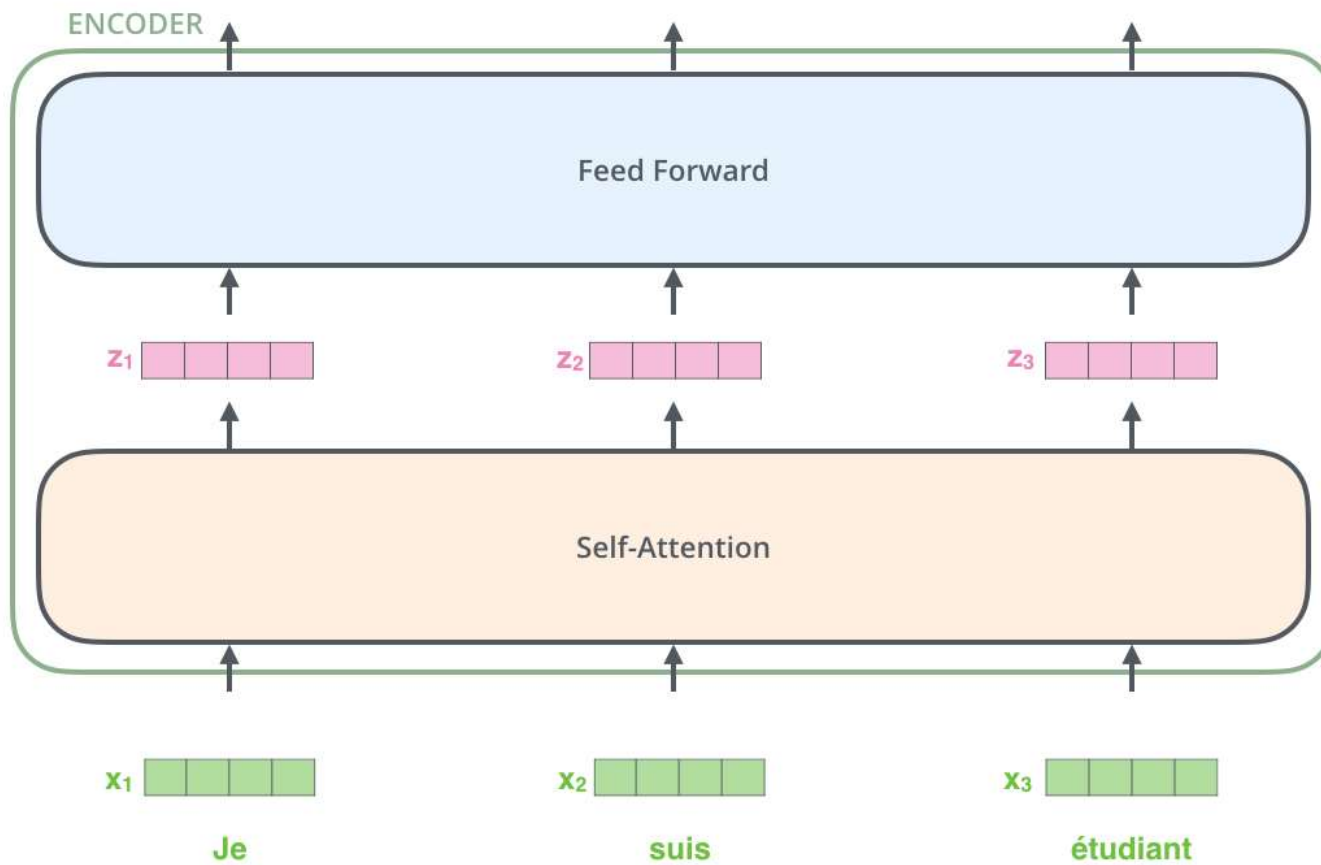 ENCODER
Feed Forward
z1 z2 z3
Self-Attention
x1 x2 x3
Je suis étudiant